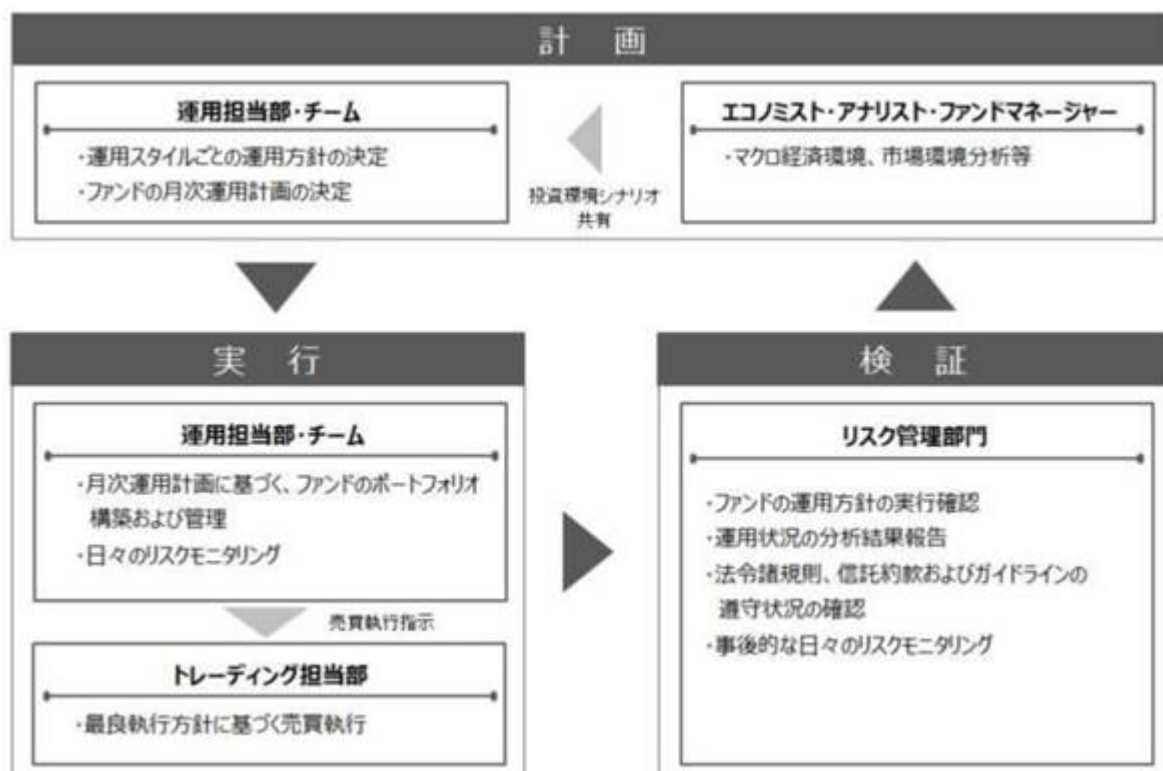 計 画
運用担当部・チーム
・運用スタイルごとの運用方針の決定
・ファンドの月次運用計画の決定
投資環境シナリオ
共有
エコノミスト・アナリスト・ファンドマネージャー
・マクロ経済環境、市場環境分析等
実 行
運用担当部・チーム
・月次運用計画に基づく、ファンドのポートフォリオ
構築および管理
・日々のリスクモニタリング
売買執行指示
トレーディング担当部
・最良執行方針に基づく売買執行
検 証
リスク管理部門
・ファンドの運用方針の実行確認
・運用状況の分析結果報告
・法令諸規則、信託約款およびガイドラインの
遵守状況の確認
・事後的な日々のリスクモニタリング